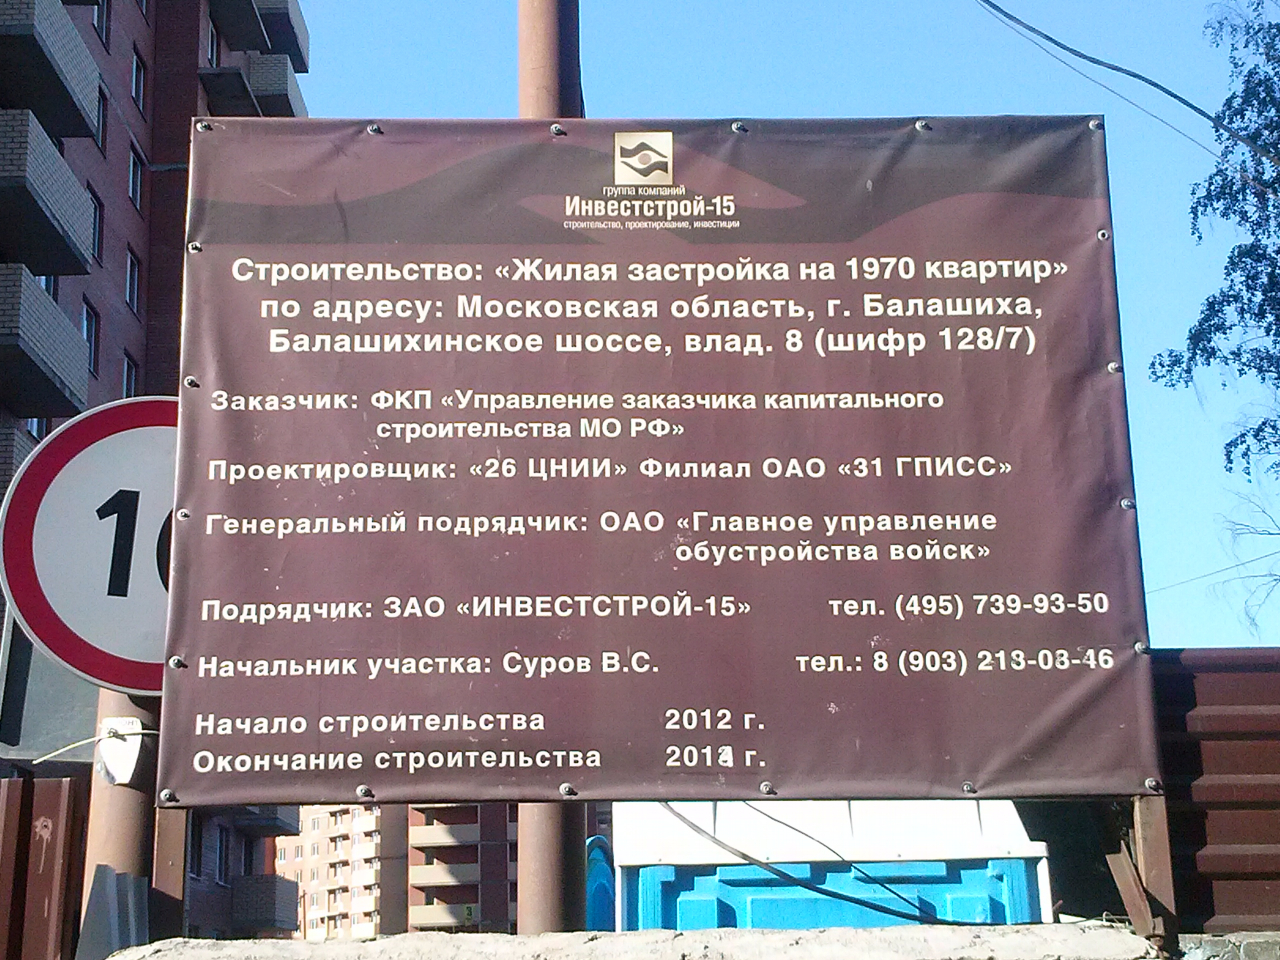 группа компаний
Инвестстрой-15
строительство, проектирование, инвестиции
Строительство: «Жилая застройка на 1970 квартир»
по адресу: Московская область, г. Балашиха,
Балашихинское шоссе, влад. 8 (шифр 128/7)
Заказчик: ФКП «Управление заказчика капитального
строительства МО РФ»
Проектировщик: «26 ЦНИИ» Филиал ОАО «31 ГПИСС»
Генеральный подрядчик: ОАО «Главное управление
обустройства войск»
Подрядчик: ЗАО «ИНВЕСТСТРОЙ-15» тел. (495) 739-93-50
Начальник участка: Суров В.С. тел.: 8 (903) 213-03-46
Начало строительства 2012 г.
Окончание строительства г.